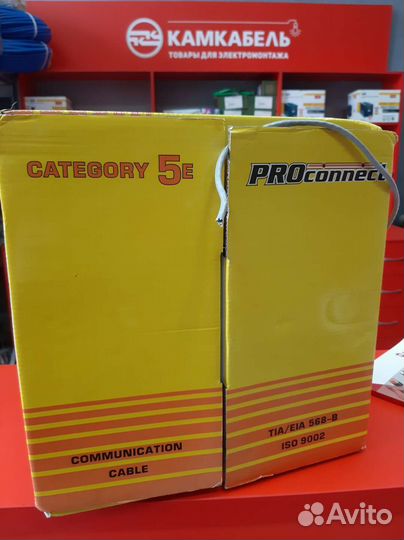 КАМКАБЕЛЬ
ТОВАРЫ ДЛЯ ЭЛЕКТРОМОНТАЖА
CATEGORY 5E
PROconnect
COMMUNICATION
CABLE
TIA/EIA 568-B
ISO 9002
Avito